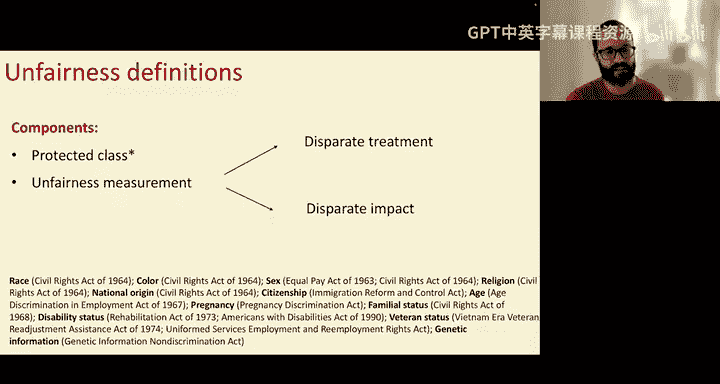 GPT中英字幕课程资源
Unfairness definitions
Components:
• Protected class*
• Unfairness measurement
Disparate treatment
Disparate impact
Race (Civil Rights Act of 1964); Color (Civil Rights Act of 1964); Sex (Equal Pay Act of 1963; Civil Rights Act of 1964); Religion (Civil
Rights Act of 1964); National origin (Civil Rights Act of 1964); Citizenship (Immigration Reform and Control Act); Age (Age
Discrimination in Employment Act of 1967); Pregnancy (Pregnancy Discrimination Act); Familial status (Civil Rights Act of
1968); Disability status (Rehabilitation Act of 1973; Americans with Disabilities Act of 1990); Veteran status (Vietnam Era Veteran
Readjustment Assistance Act of 1974; Uniformed Services Employment and Reemployment Rights Act); Genetic
information (Genetic Information Nondiscrimination Act)